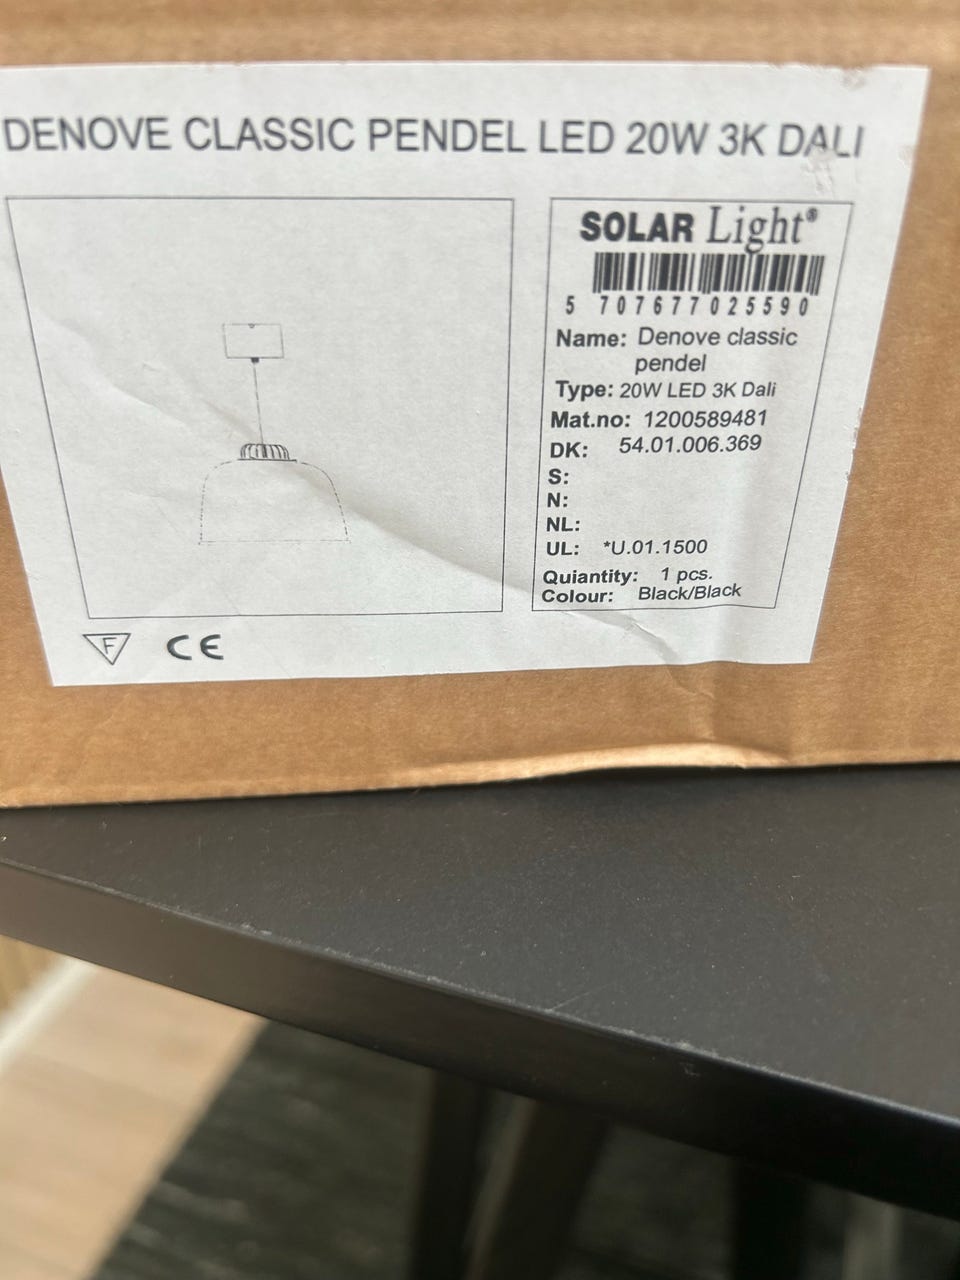 DENOVE CLASSIC PENDEL LED 20W 3K DALI
SOLAR Light®
5 707677 025590
Name: Denove classic
pendel
Type: 20W LED 3K Dali
Mat.no: 1200589481
DK: 54.01.006.369
S:
N:
NL:
UL: *U.01.1500
Quiantity: 1 pcs.
Colour: Black/Black
F CE